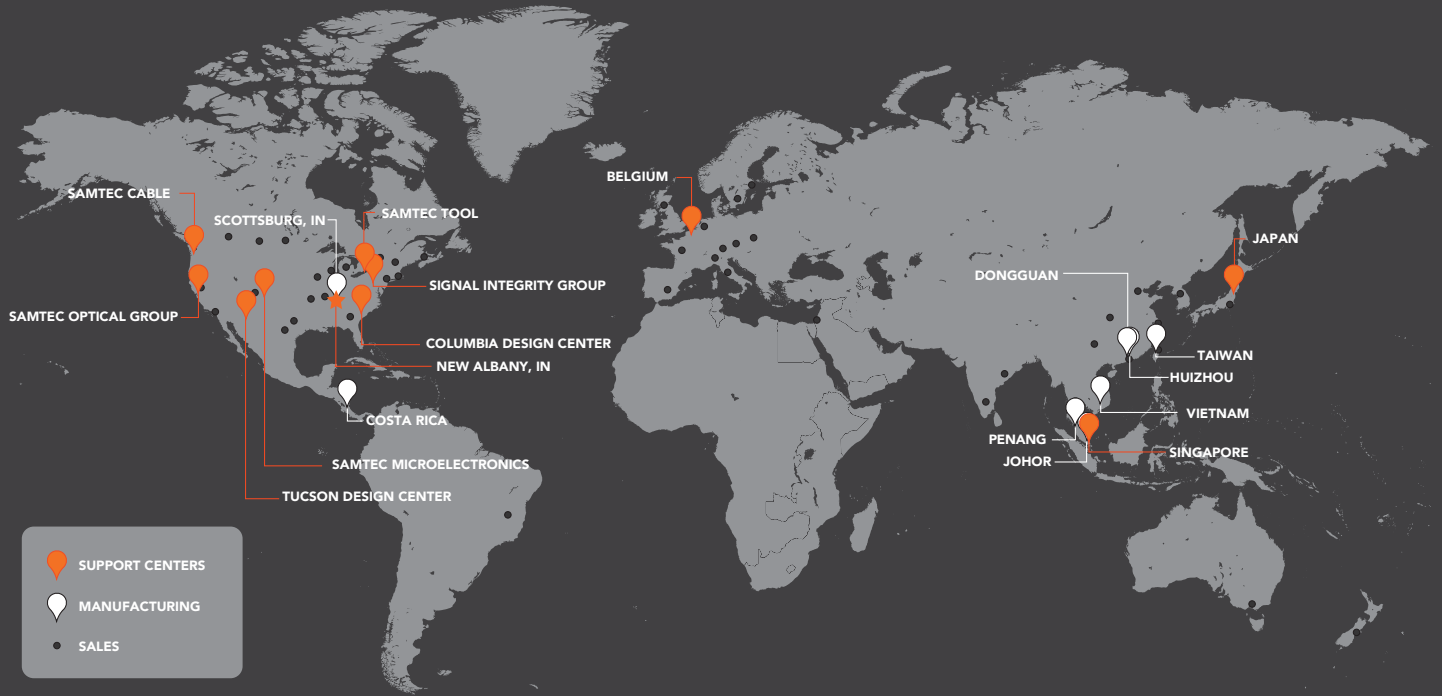 BELGIUM
SAMTEC CABLE
SCOTTSBURG, IN
SAMTEC TOOL
JAPAN
DONGGUAN
SIGNAL INTEGRITY GROUP
SAMTEC OPTICAL GROUP
COLUMBIA DESIGN CENTER
TAIWAN
NEW ALBANY, IN
HUIZHOU
COSTA RICA
VIETNAM
PENANG
SINGAPORE
JOHOR
SAMTEC MICROELECTRONICS
TUCSON DESIGN CENTER
SUPPORT CENTERS
MANUFACTURING
SALES